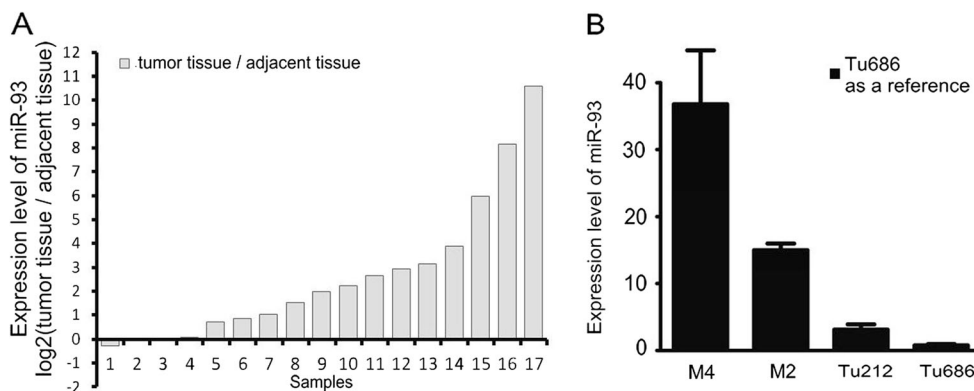 A
Expression level of miR-93
log2(tumor tissue / adjacent tissue)
12
11
10
9
8
7
6
5
4
3
2
1
0
-1
-2
tumor tissue / adjacent tissue
1 2 3 4 5 6 7 8 9 10 11 12 13 14 15 16 17
Samples
B
Expression level of miR-93
40
30
20
10
0
Tu686
as a reference
M4 M2 Tu212 Tu686